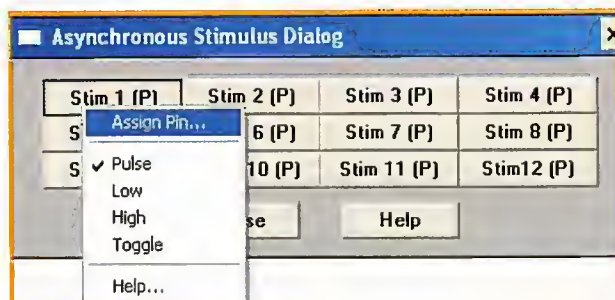 Asynchronous Stimulus Dialog
Stim 1 (P) Stim 2 (P) Stim 3 (P) Stim 4 (P)
Assign Pin...
6 (P) Stim 7 (P) Stim 8 (P)
Pulse
10 (P) Stim 11 (P) Stim12 (P)
Low
High
Help
Toggle
Help...